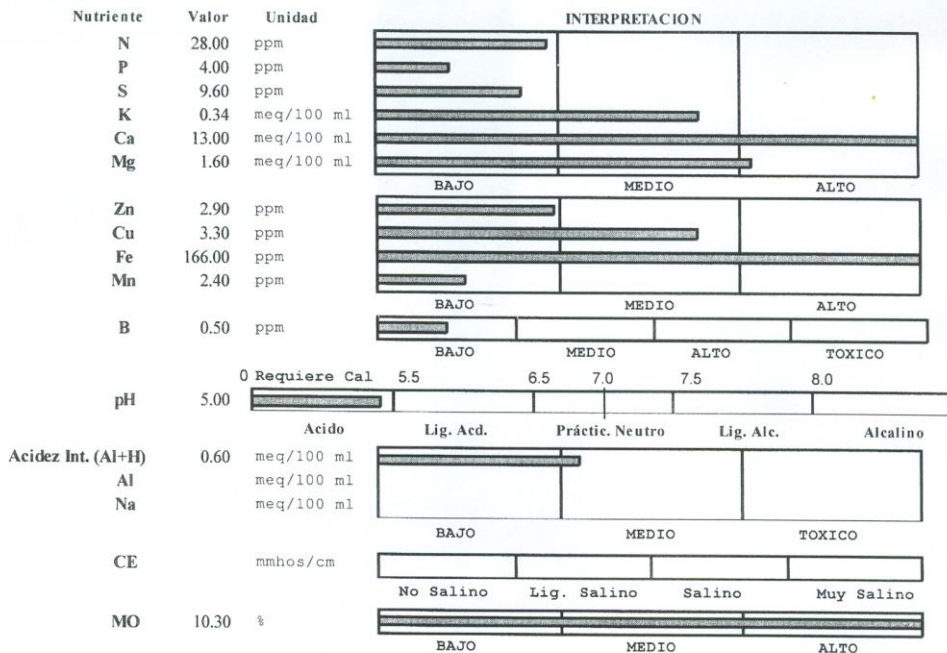 Nutriente Valor Unidad INTERPRETACION
N 28.00 ppm
P 4.00 ppm
S 9.60 ppm
K 0.34 meq/100 ml
Ca 13.00 meq/100 ml
Mg 1.60 meq/100 ml
BAJO MEDIO ALTO
Zn 2.90 ppm
Cu 3.30 ppm
Fe 166.00 ppm
Mn 2.40 ppm
BAJO MEDIO ALTO
B 0.50 ppm
BAJO MEDIO ALTO TOXICO
0 Requiere Cal 5.5 6.5 7.0 7.5 8.0
pH 5.00
Acido Lig. Acd. Práctic. Neutro Lig. Alc. Alcalino
Acidez Int. (Al+H) 0.60 meq/100 ml
Al meq/100 ml
Na meq/100 ml
BAJO MEDIO TOXICO
CE mmhos/cm
No Salino Lig. Salino Salino Muy Salino
MO 10.30 %
BAJO MEDIO ALTO